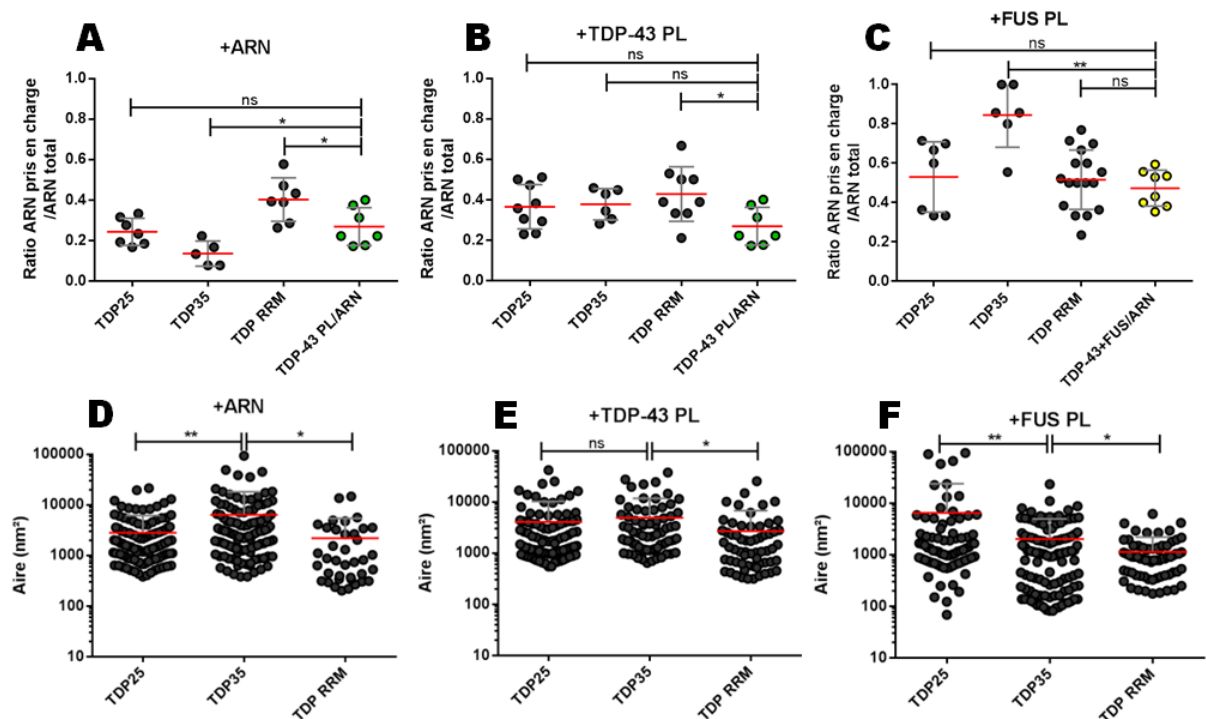 A
+ARN
Ratio ARN pris en charge
/ARN total
1.0
0.8
0.6
0.4
0.2
0.0
ns
*
*
TDP25
TDP35
TDP RRM
TDP-43 PL/ARN
B
+TDP-43 PL
Ratio ARN pris en charge
/ARN total
1.0
0.8
0.6
0.4
0.2
0.0
ns
ns
*
TDP25
TDP35
TDP RRM
TDP-43 PL/ARN
C
+FUS PL
Ratio ARN pris en charge
/ARN total
1.0
0.8
0.6
0.4
0.2
0.0
ns
**
ns
TDP25
TDP35
TDP RRM
TDP-43+FUS/ARN
D
+ARN
Aire (nm²)
100000
10000
1000
100
10
**
*
TDP25
TDP35
TDP RRM
E
+TDP-43 PL
Aire (nm²)
100000
10000
1000
100
10
ns
*
TDP25
TDP35
TDP RRM
F
+FUS PL
Aire (nm²)
100000
10000
1000
100
10
**
*
TDP25
TDP35
TDP RRM